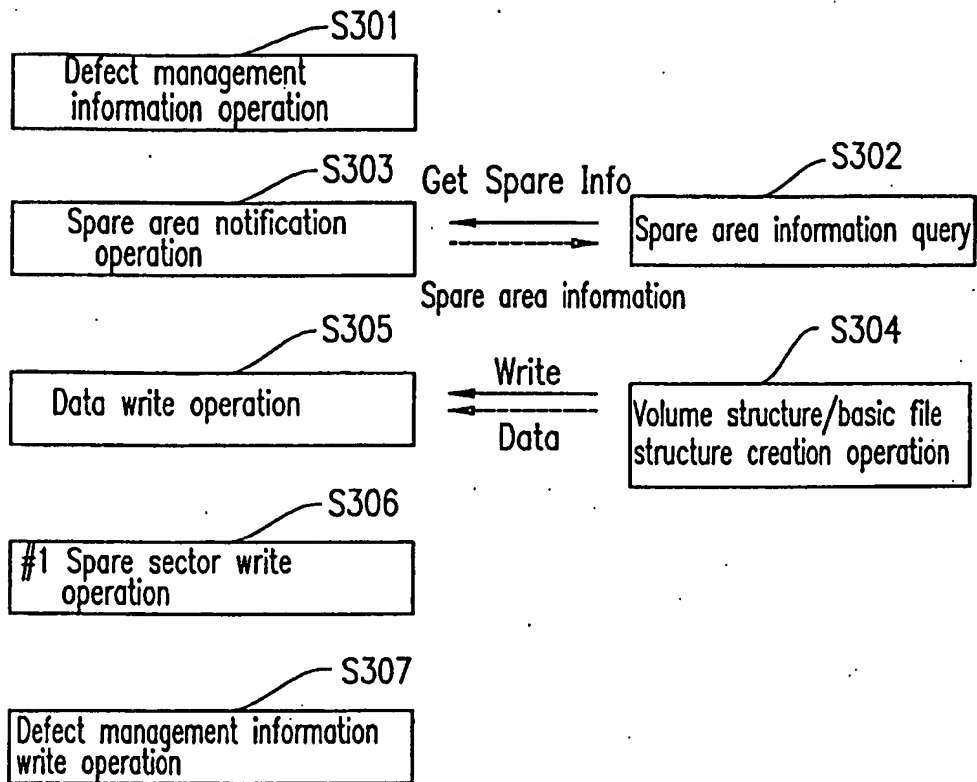 S301
Defect management
information operation
S303
S302
Get Spare Info
Spare area notification
operation
Spare area information query
Spare area information
S305
S304
Write
Data write operation
Data
Volume structure/basic file
structure creation operation
S306
#1 Spare sector write
operation
S307
Defect management information
write operation